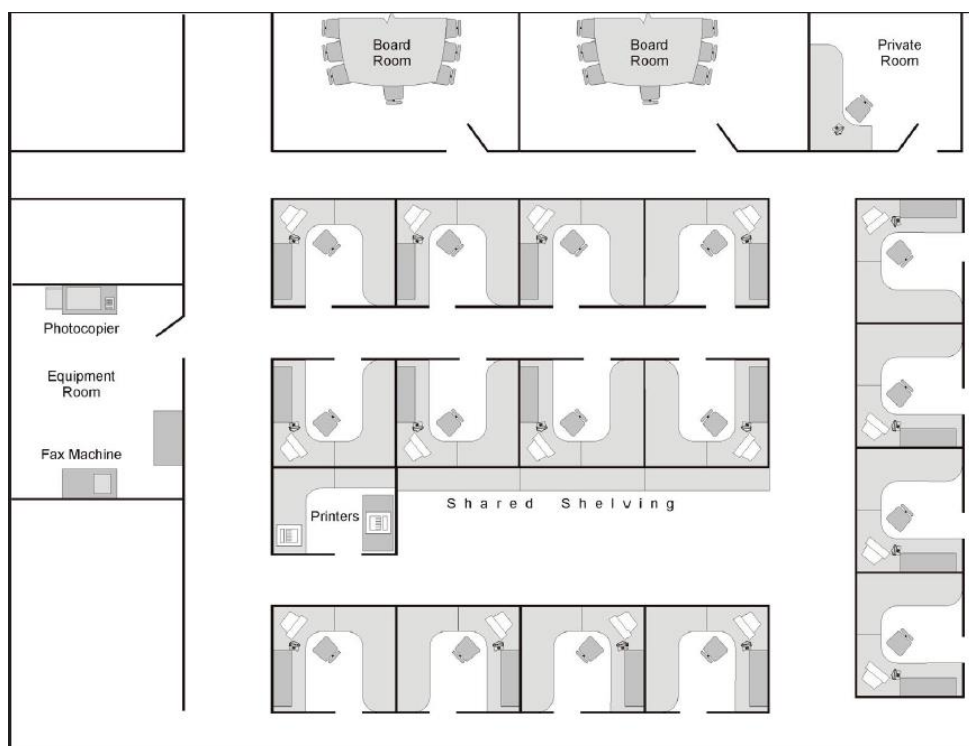 Board
Room
Board
Room
Private
Room
Photocopier
Equipment
Room
Fax Machine
Shared Shelving
Printers